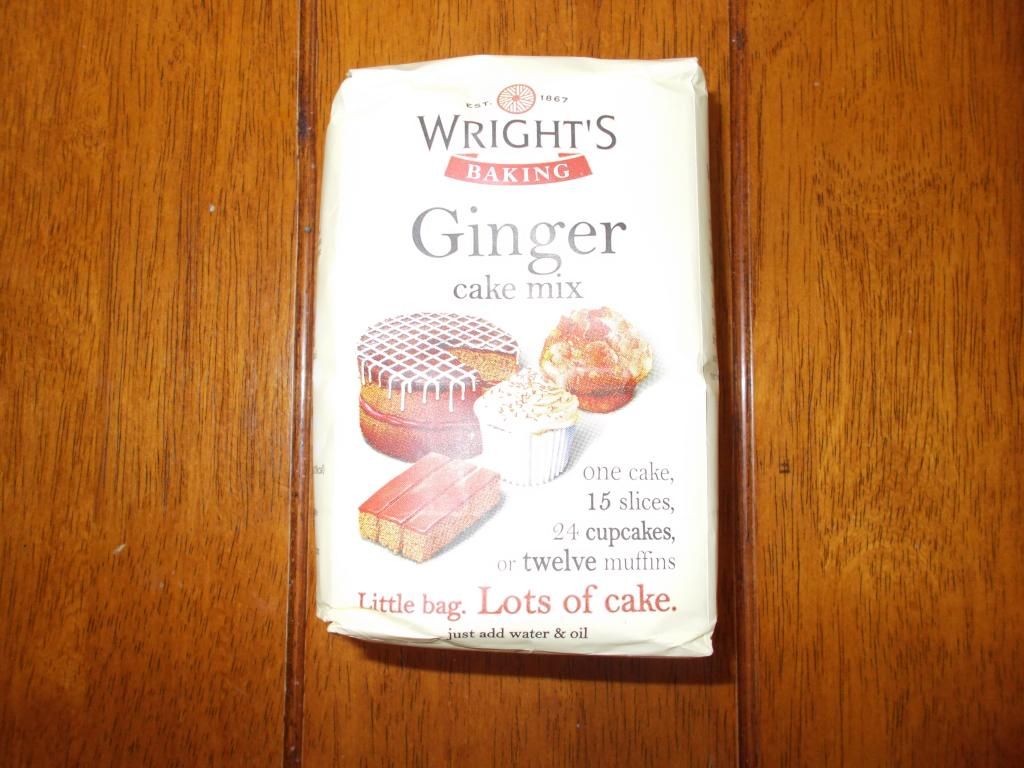 EST. 1867
WRIGHT'S
BAKING
Ginger
cake mix
one cake,
15 slices,
24 cupcakes,
or twelve muffins
Little bag. Lots of cake.
just add water & oil